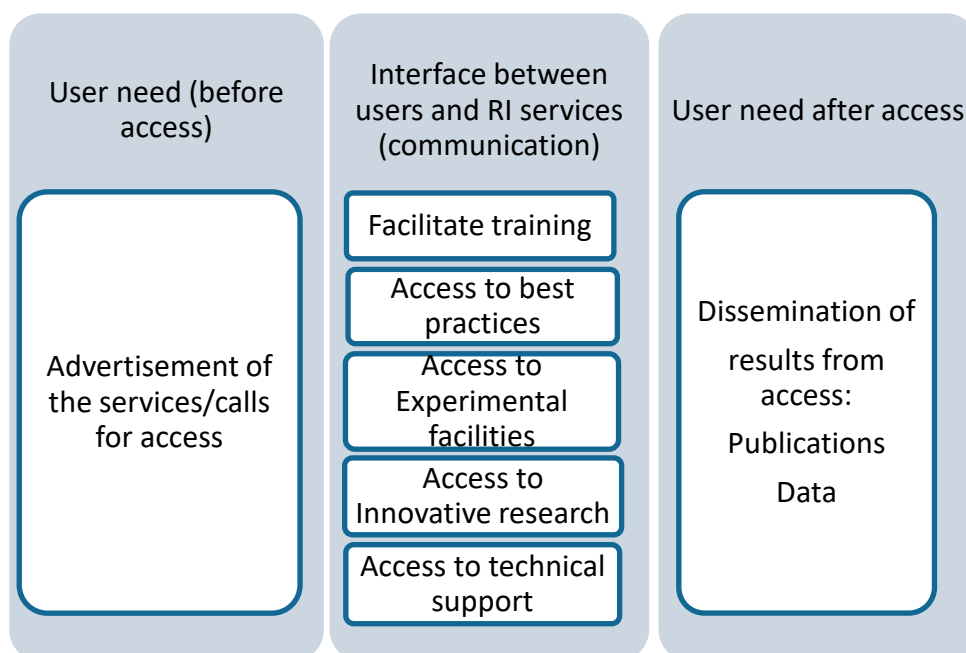 User need (before
access)
Advertisement of
the services/calls
for access
Interface between
users and RI services
(communication)
Facilitate training
Access to best
practices
Access to
Experimental
facilities
Access to
Innovative research
Access to technical
support
User need after access
Dissemination of
results from
access:
Publications
Data